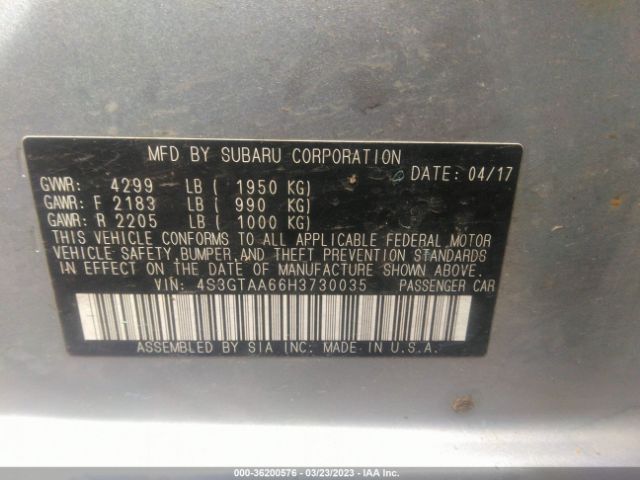 MFD BY SUBARU CORPORATION
DATE: 04/17
GVWR: 4299 LB ( 1950 KG)
GAWR: F 2183 LB ( 990 KG)
GAWR: R 2205 LB ( 1000 KG)
THIS VEHICLE CONFORMS TO ALL APPLICABLE FEDERAL MOTOR
VEHICLE SAFETY, BUMPER, AND THEFT PREVENTION STANDARDS
IN EFFECT ON THE DATE OF MANUFACTURE SHOWN ABOVE.
VIN: 4S3GTAA66H3730035 PASSENGER CAR
ASSEMBLED BY SIA INC. MADE IN U.S.A.
000-36200576 - 03/23/2023 - IAA Inc.